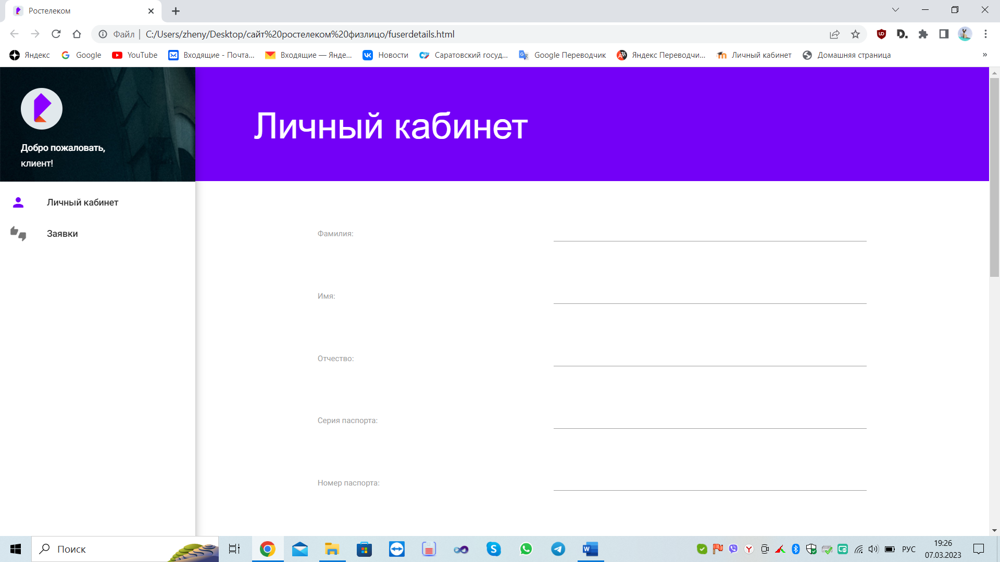 Ростелеком
Файл | C:/Users/zheny/Desktop/сайт%20ростелеком%20физлицо/fuserdetails.html
Яндекс
Google
YouTube
Входящие - Почта...
Входящие — Янде...
Новости
Саратовский госуд...
Google Переводчик
Яндекс Переводчи...
Личный кабинет
Домашняя страница
»
Добро пожаловать,
клиент!
Личный кабинет
Заявки
Личный кабинет
Фамилия:
Имя:
Отчество:
Серия паспорта:
Номер паспорта:
Поиск
РУС
19:26
07.03.2023